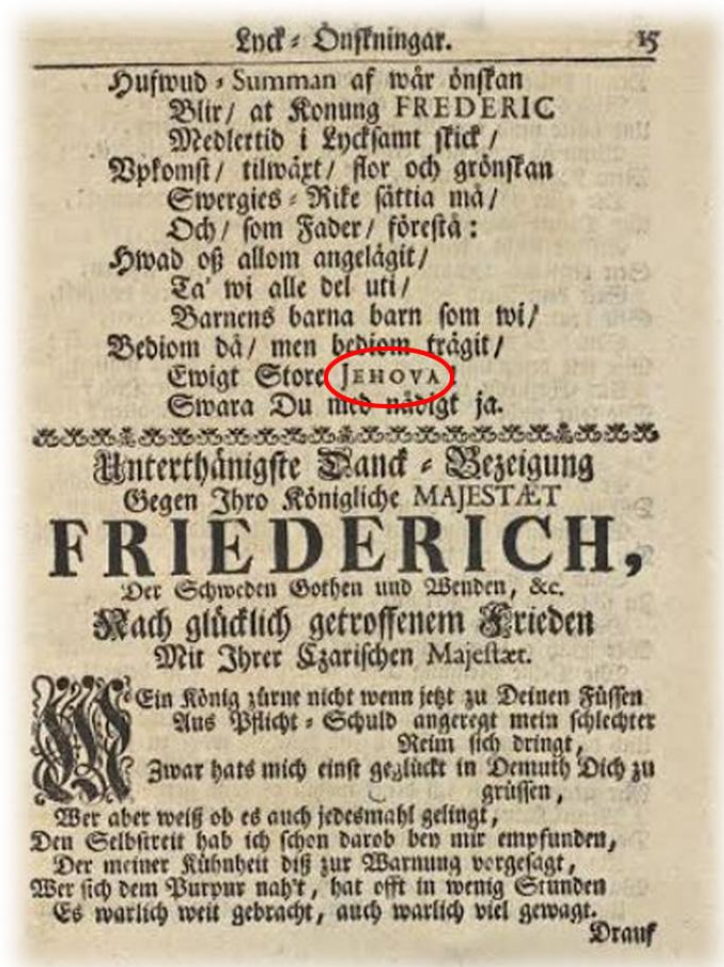 Lyck-Önskningar. 15
Hufwud-Summan af wår önskan
Blir/ at Konung FREDERIC
Medlertid i Lycksamt skick/
Vpkomst/ tilwäxt/ flor och grönskan
Swergies-Rike sättia må/
Och/ som Fader/ förestå:
Hwad oß allom angelägit/
Ta' wi alle del uti/
Barnens barna barn som wi/
Bediom då/ men bediom trägit/
Ewigt Store JEHOVA!
Swara Du med nådigt ja.
Unterthänigste Danck-Bezeigung
Gegen Ihro Königliche MAJESTÆT
FRIEDERICH,
Der Schweden Gothen und Wenden, &c.
Nach glücklich getroffenem Frieden
Mit Ihrer Czarischen Majestæt.
MEin König zürne nicht wenn jetzt zu Deinen Füssen
Aus Pflicht-Schuld angeregt mein schlechter
Reim sich dringt,
Zwar hats mich einst geglückt in Demuth Dich zu
grüssen,
Wer aber weiß ob es auch jedesmahl gelingt,
Den Selbstreit hab ich schon darob bey mir empfunden,
Der meiner Kühnheit diß zur Warnung vorgesagt,
Wer sich dem Purpur nah't, hat offt in wenig Stunden
Es warlich weit gebracht, auch warlich viel gewagt.
Drauf